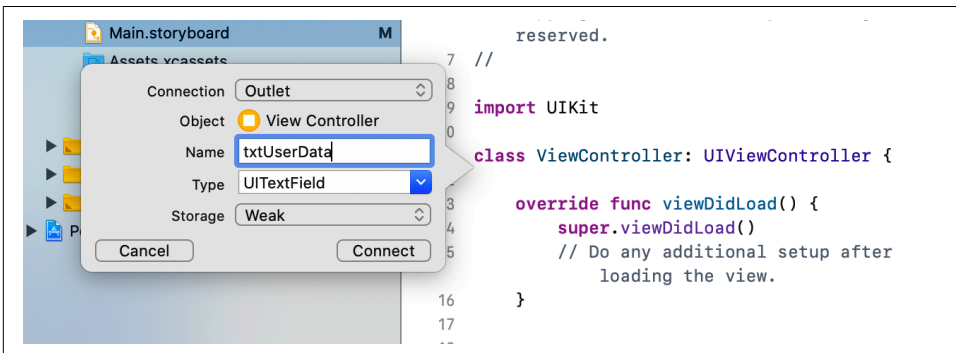 Main.storyboard M
Assets.xcassets
Connection Outlet
Object View Controller
Name txtUserData
Type UITextField
Storage Weak
Cancel Connect
reserved.
7 //
8
9 import UIKit
0
class ViewController: UIViewController {
3 override func viewDidLoad() {
4 super.viewDidLoad()
5 // Do any additional setup after
loading the view.
16 }
17